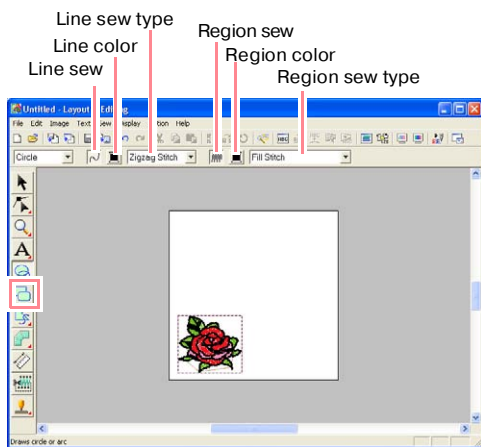 Line sew type
Line color
Line sew
Region sew
Region color
Region sew type
Untitled - Layout Editing
File Edit Image Text Sew Display Option Help
ABC
Circle Zigzag Stitch Fill Stitch
A
Draws circle or arc